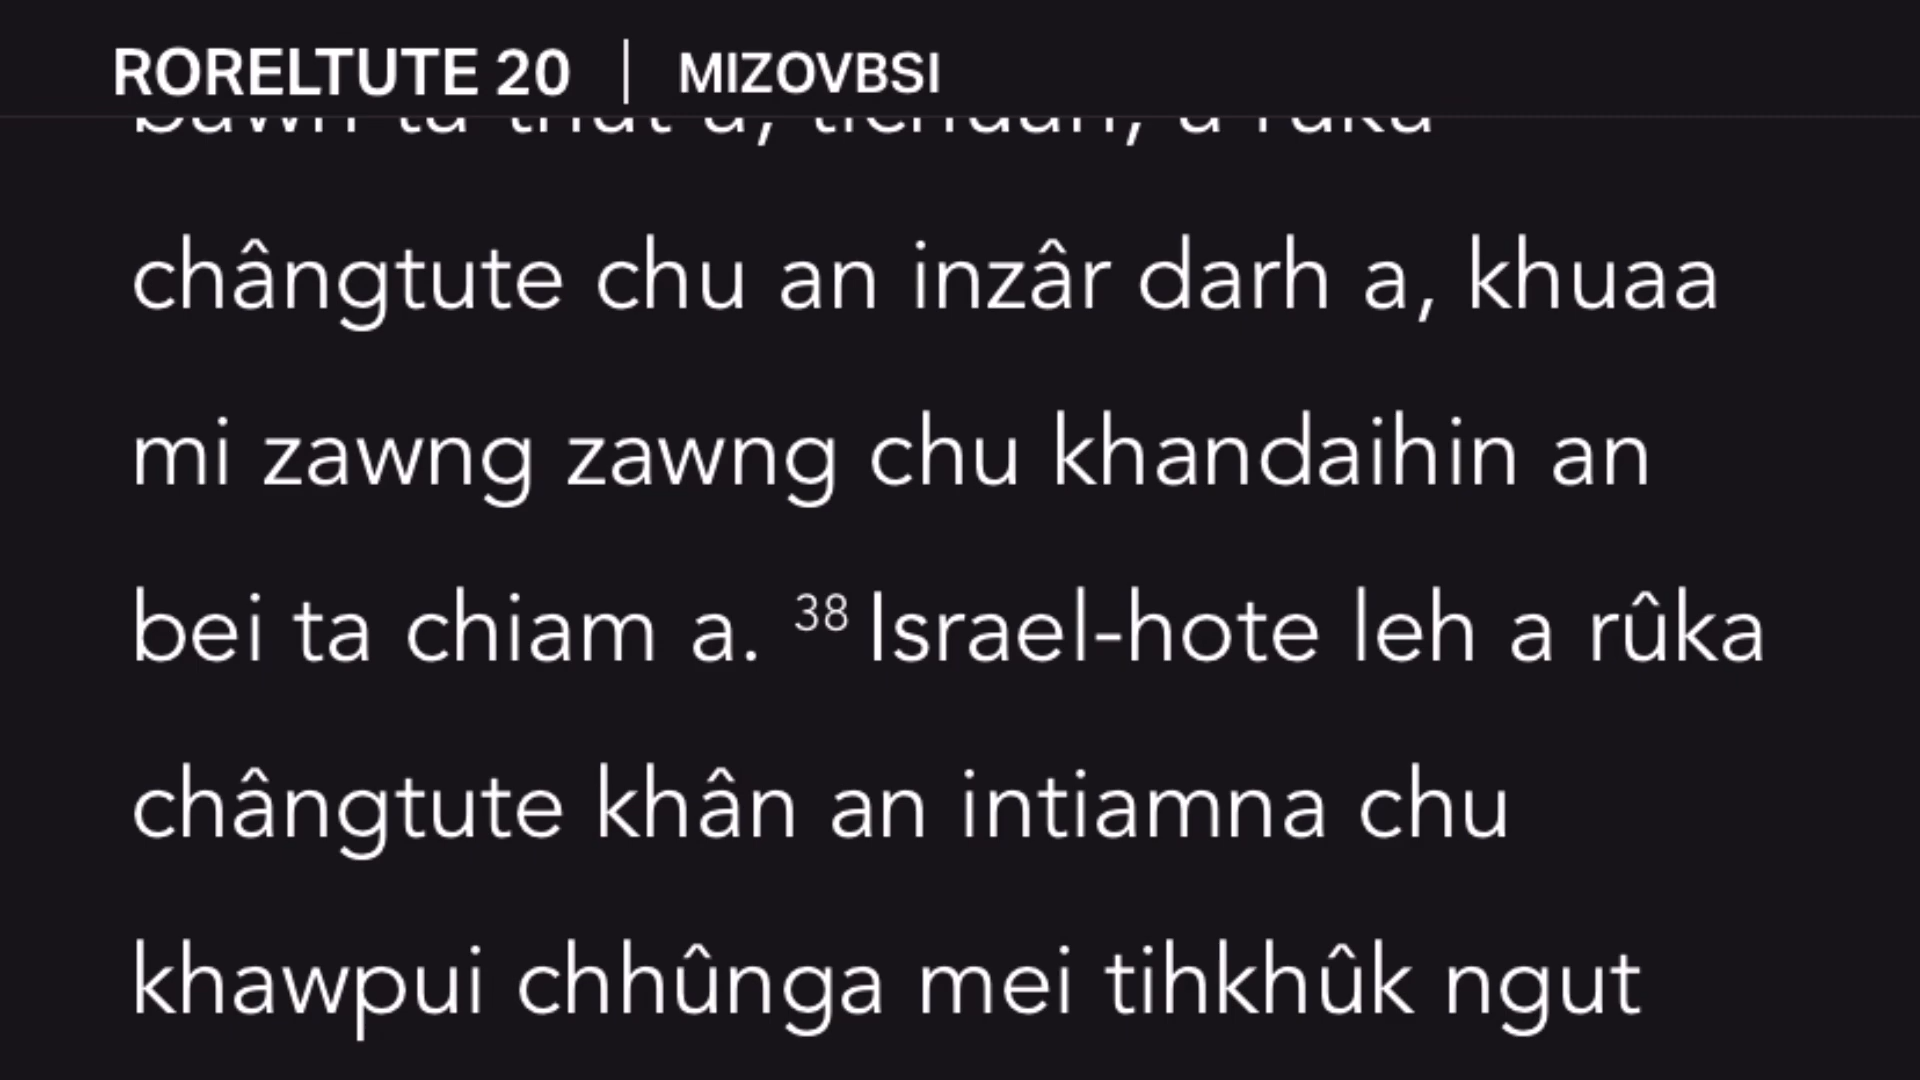 RORELTUTE 20 | MIZOVBSI
chângtute chu an inzâr darh a, khuaa
mi zawng zawng chu khandaihin an
bei ta chiam a. 38 Israel-hote leh a rûka
chângtute khân an intiamna chu
khawpui chhûnga mei tihkhûk ngut